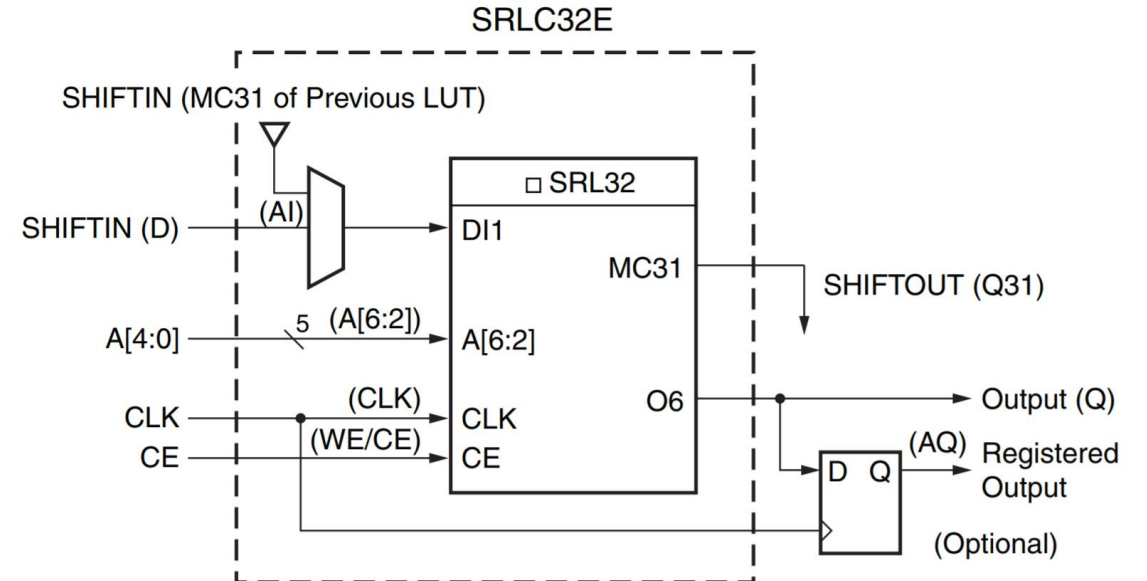 SRLC32E
SHIFTIN (MC31 of Previous LUT)
SRL32
(AI)
SHIFTIN (D)
DI1
MC31
SHIFTOUT (Q31)
5
(A[6:2])
A[4:0]
A[6:2]
(CLK)
O6
Output (Q)
CLK
CLK
(WE/CE)
(AQ)
Registered
Output
CE
CE
D
Q
(Optional)